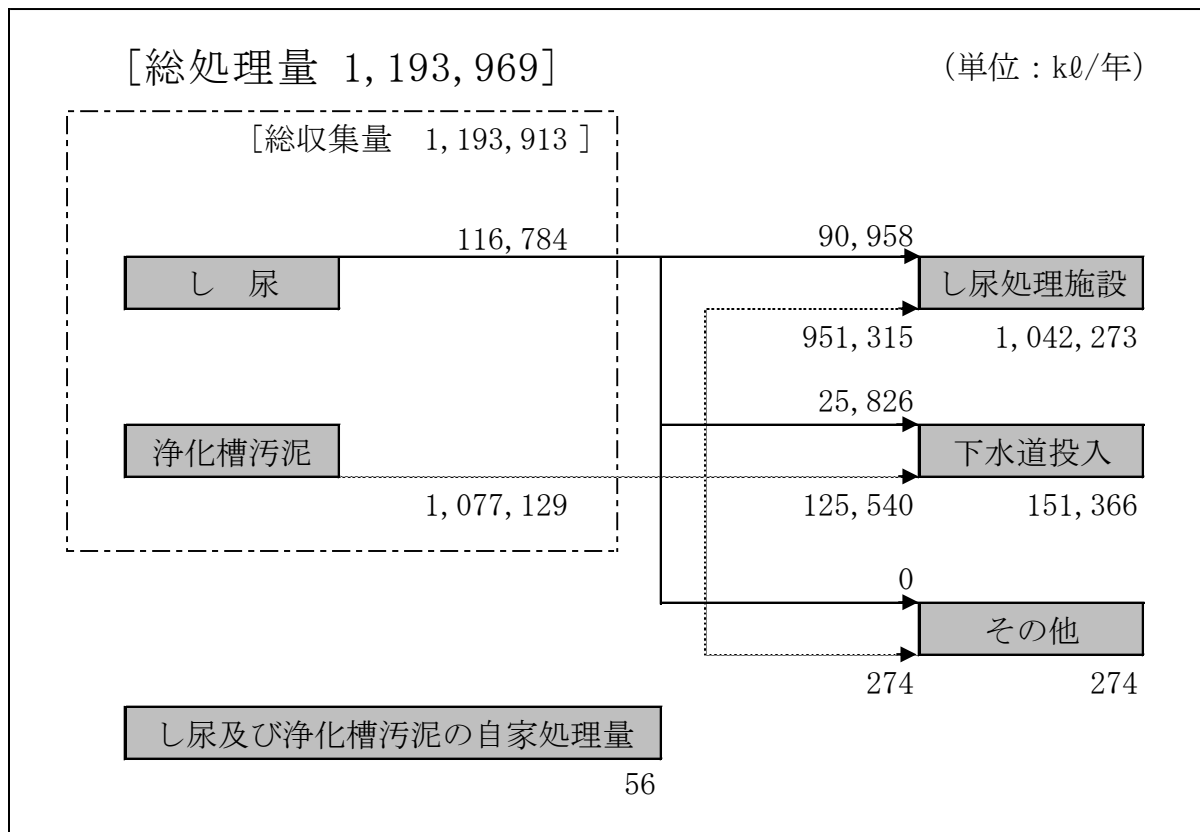 [総処理量 1,193,969]
(単位：kℓ/年)
[総収集量 1,193,913 ]
116,784
90,958
し 尿
し尿処理施設
951,315
1,042,273
25,826
浄化槽汚泥
下水道投入
1,077,129
125,540
151,366
0
その他
274
274
し尿及び浄化槽汚泥の自家処理量
56